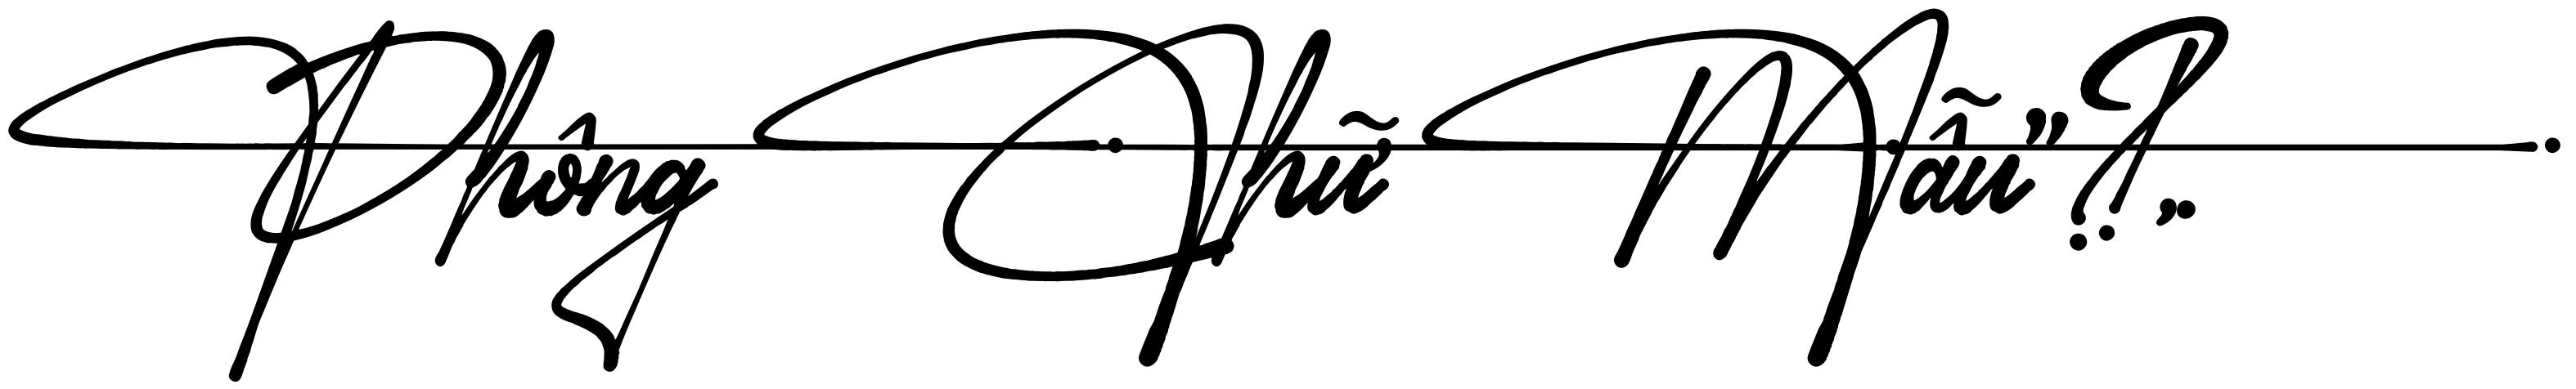 Phông Chữ Mẫu”?!,.